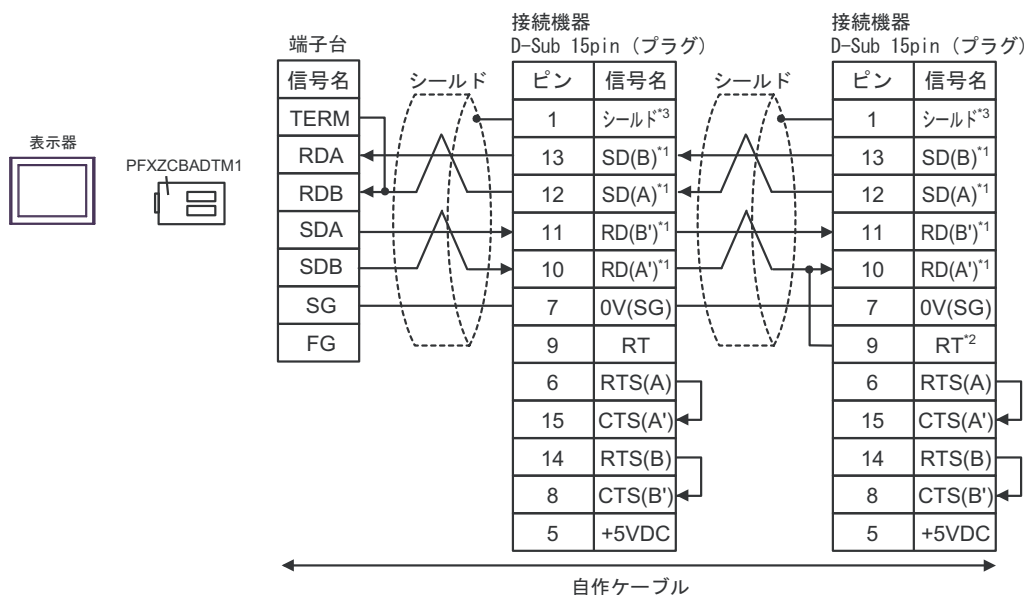 接続機器
D-Sub 15pin (プラグ)
接続機器
D-Sub 15pin (プラグ)
端子台
信号名 シールド ピン 信号名 シールド ピン 信号名
TERM 1 シールド*3 1 シールド*3
表示器
PFXZCBADTM1
RDA 13 SD(B)*1 13 SD(B)*1
RDB 12 SD(A)*1 12 SD(A)*1
SDA 11 RD(B')*1 11 RD(B')*1
SDB 10 RD(A')*1 10 RD(A')*1
SG 7 0V(SG) 7 0V(SG)
FG 9 RT 9 RT*2
6 RTS(A) 6 RTS(A)
15 CTS(A') 15 CTS(A')
14 RTS(B) 14 RTS(B)
8 CTS(B') 8 CTS(B')
5 +5VDC 5 +5VDC
自作ケーブル